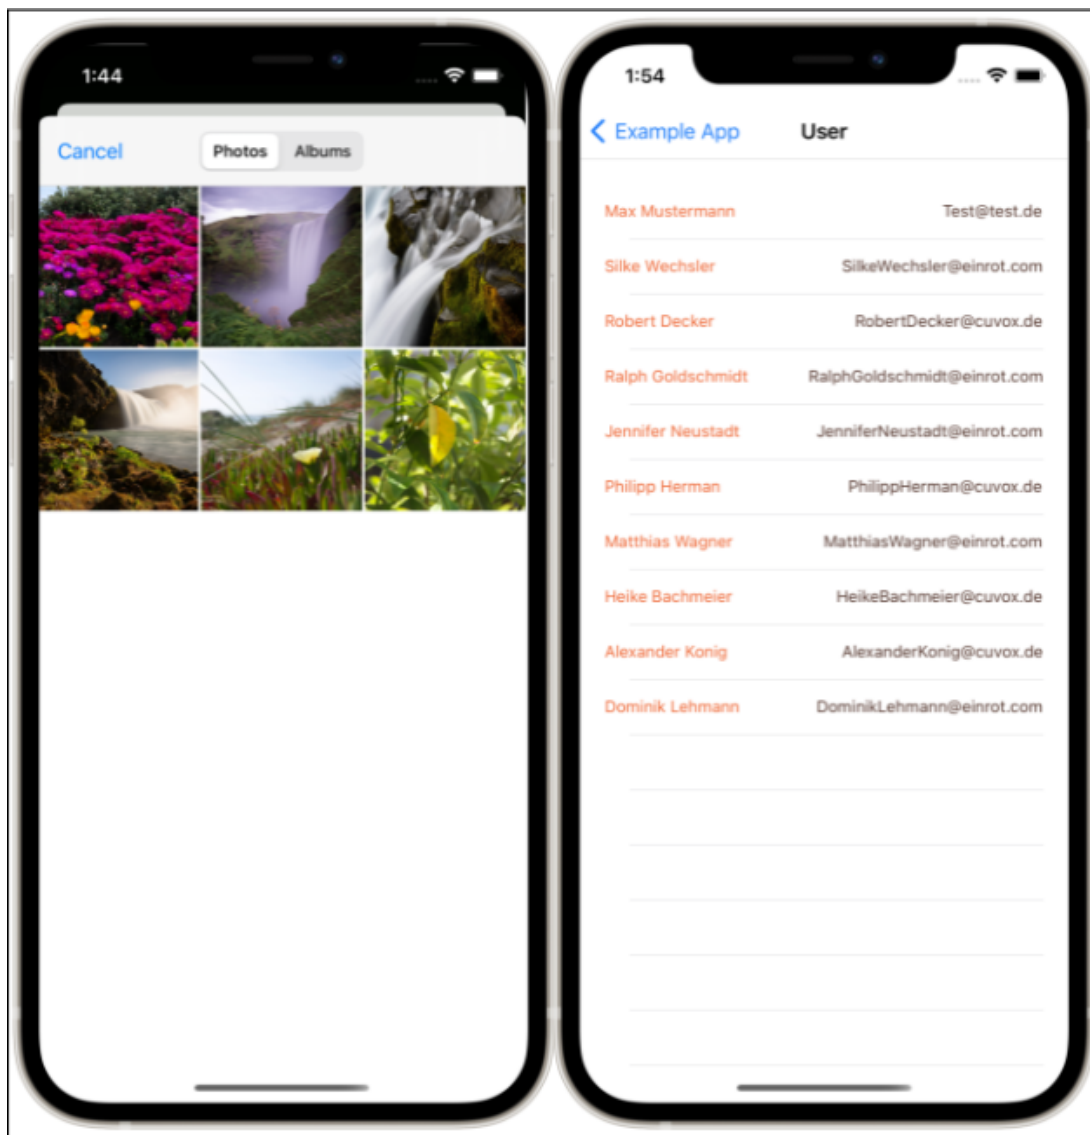 1:44
Cancel Photos Albums
1:54
Example App User
Max Mustermann Test@test.de
Silke Wechsler SilkeWechsler@einrot.com
Robert Decker RobertDecker@cuvox.de
Ralph Goldschmidt RalphGoldschmidt@einrot.com
Jennifer Neustadt JenniferNeustadt@einrot.com
Philipp Herman PhilippHerman@cuvox.de
Matthias Wagner MatthiasWagner@einrot.com
Heike Bachmeier HeikeBachmeier@cuvox.de
Alexander Konig AlexanderKonig@cuvox.de
Dominik Lehmann DominikLehmann@einrot.com